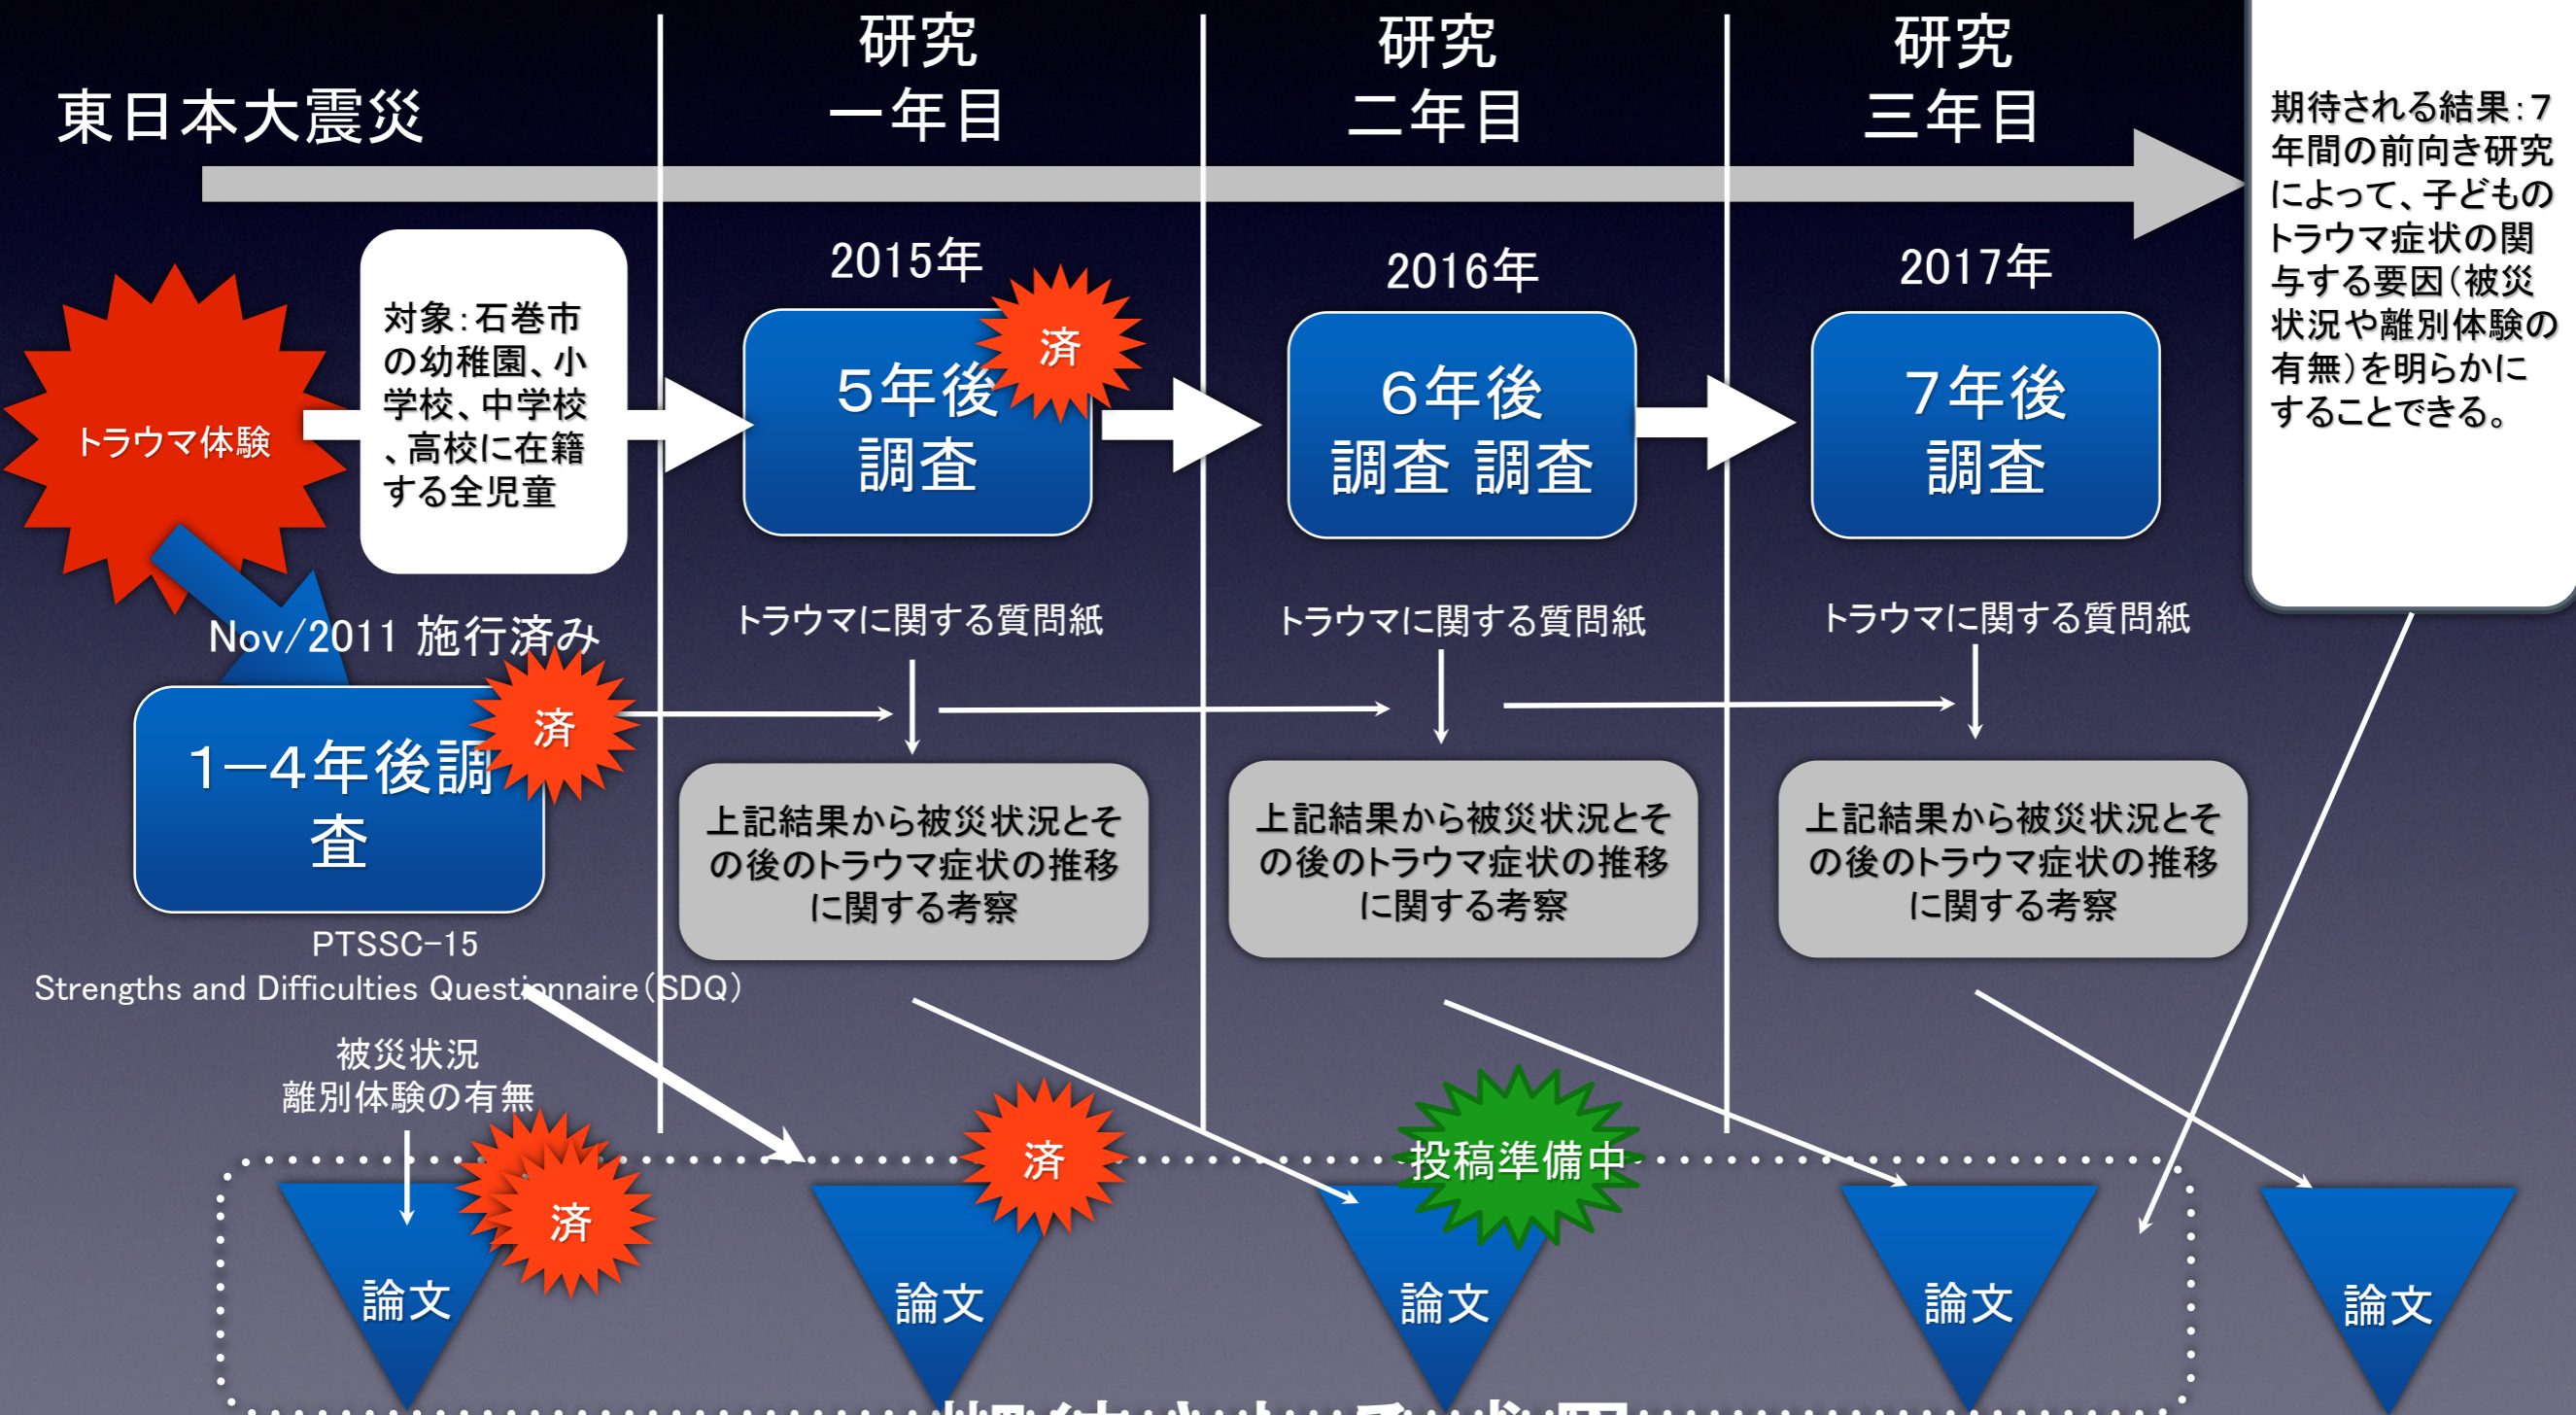 東日本大震災
研究
一年目
研究
二年目
研究
三年目
期待される結果：７
年間の前向き研究
によって、子どもの
トラウマ症状の関
与する要因（被災
状況や離別体験の
有無）を明らかに
することできる。
トラウマ体験
対象：石巻市
の幼稚園、小
学校、中学校
、高校に在籍
する全児童
2015年
５年後
調査
済
2016年
６年後
調査 調査
2017年
７年後
調査
Nov/2011 施行済み
１ー４年後調
査
済
トラウマに関する質問紙
トラウマに関する質問紙
トラウマに関する質問紙
上記結果から被災状況とそ
の後のトラウマ症状の推移
に関する考察
上記結果から被災状況とそ
の後のトラウマ症状の推移
に関する考察
上記結果から被災状況とそ
の後のトラウマ症状の推移
に関する考察
PTSSC-15
Strengths and Difficulties Questionnaire（SDQ）
被災状況
離別体験の有無
済
済
投稿準備中
論文
論文
論文
論文
論文